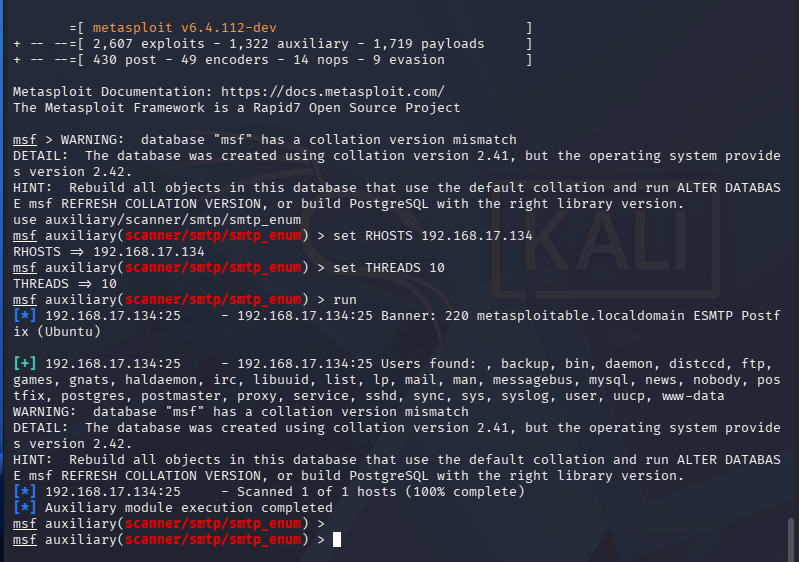 =[ metasploit v6.4.112-dev ]
+ -- --=[ 2,607 exploits - 1,322 auxiliary - 1,719 payloads ]
+ -- --=[ 430 post - 49 encoders - 14 nops - 9 evasion ]
Metasploit Documentation: https://docs.metasploit.com/
The Metasploit Framework is a Rapid7 Open Source Project
msf > WARNING:  database "msf" has a collation version mismatch
DETAIL:  The database was created using collation version 2.41, but the operating system provide
s version 2.42.
HINT:  Rebuild all objects in this database that use the default collation and run ALTER DATABAS
E msf REFRESH COLLATION VERSION, or build PostgreSQL with the right library version.
use auxiliary/scanner/smtp/smtp_enum
msf auxiliary(scanner/smtp/smtp_enum) > set RHOSTS 192.168.17.134
RHOSTS => 192.168.17.134
msf auxiliary(scanner/smtp/smtp_enum) > set THREADS 10
THREADS => 10
msf auxiliary(scanner/smtp/smtp_enum) > run
[*] 192.168.17.134:25     - 192.168.17.134:25 Banner: 220 metasploitable.localdomain ESMTP Postf
ix (Ubuntu)
[+] 192.168.17.134:25     - 192.168.17.134:25 Users found: , backup, bin, daemon, distccd, ftp,
games, gnats, haldaemon, irc, libuuid, list, lp, mail, man, messagebus, mysql, news, nobody, pos
tfix, postgres, postmaster, proxy, service, sshd, sync, sys, syslog, user, uucp, www-data
WARNING:  database "msf" has a collation version mismatch
DETAIL:  The database was created using collation version 2.41, but the operating system provide
s version 2.42.
HINT:  Rebuild all objects in this database that use the default collation and run ALTER DATABAS
E msf REFRESH COLLATION VERSION, or build PostgreSQL with the right library version.
[*] 192.168.17.134:25     - Scanned 1 of 1 hosts (100% complete)
[*] Auxiliary module execution completed
msf auxiliary(scanner/smtp/smtp_enum) >
msf auxiliary(scanner/smtp/smtp_enum) >
KALI